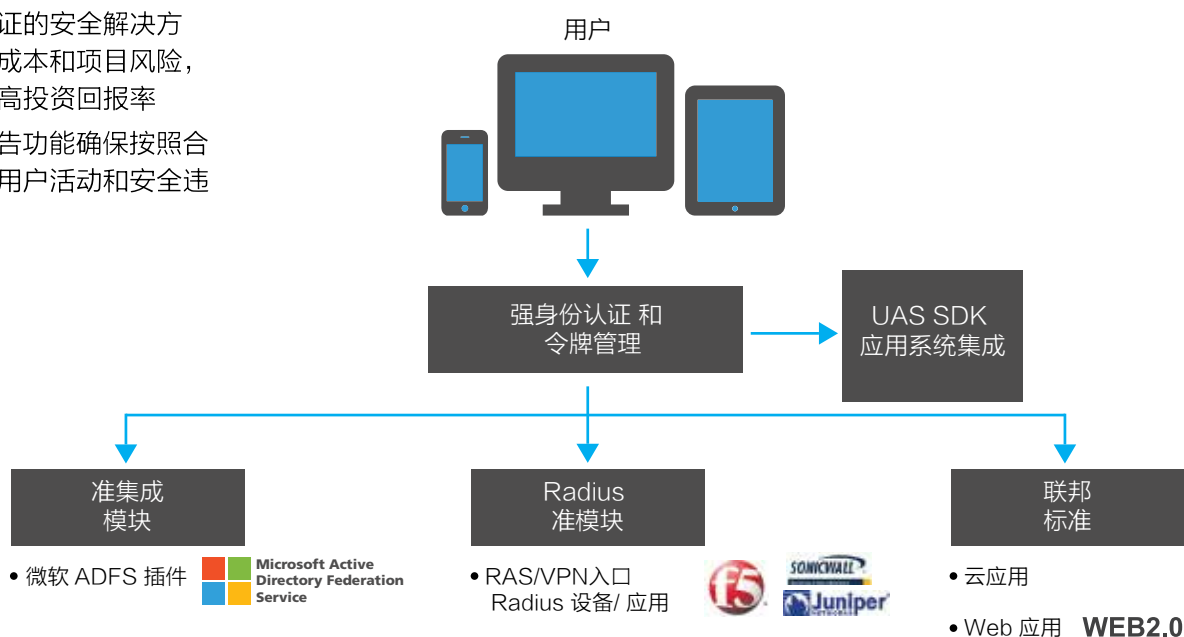 证的安全解决方
成本和项目风险，
高投资回报率
告功能确保按照合
用户活动和安全违
用户
强身份认证 和
令牌管理
UAS SDK
应用系统集成
准集成
模块
Radius
准模块
联邦
标准
• 微软 ADFS 插件
Microsoft Active
Directory Federation
Service
• RAS/VPN入口
Radius 设备/ 应用
f5
SONICWALL
Juniper
NETWORKS
• 云应用
• Web 应用
WEB2.0